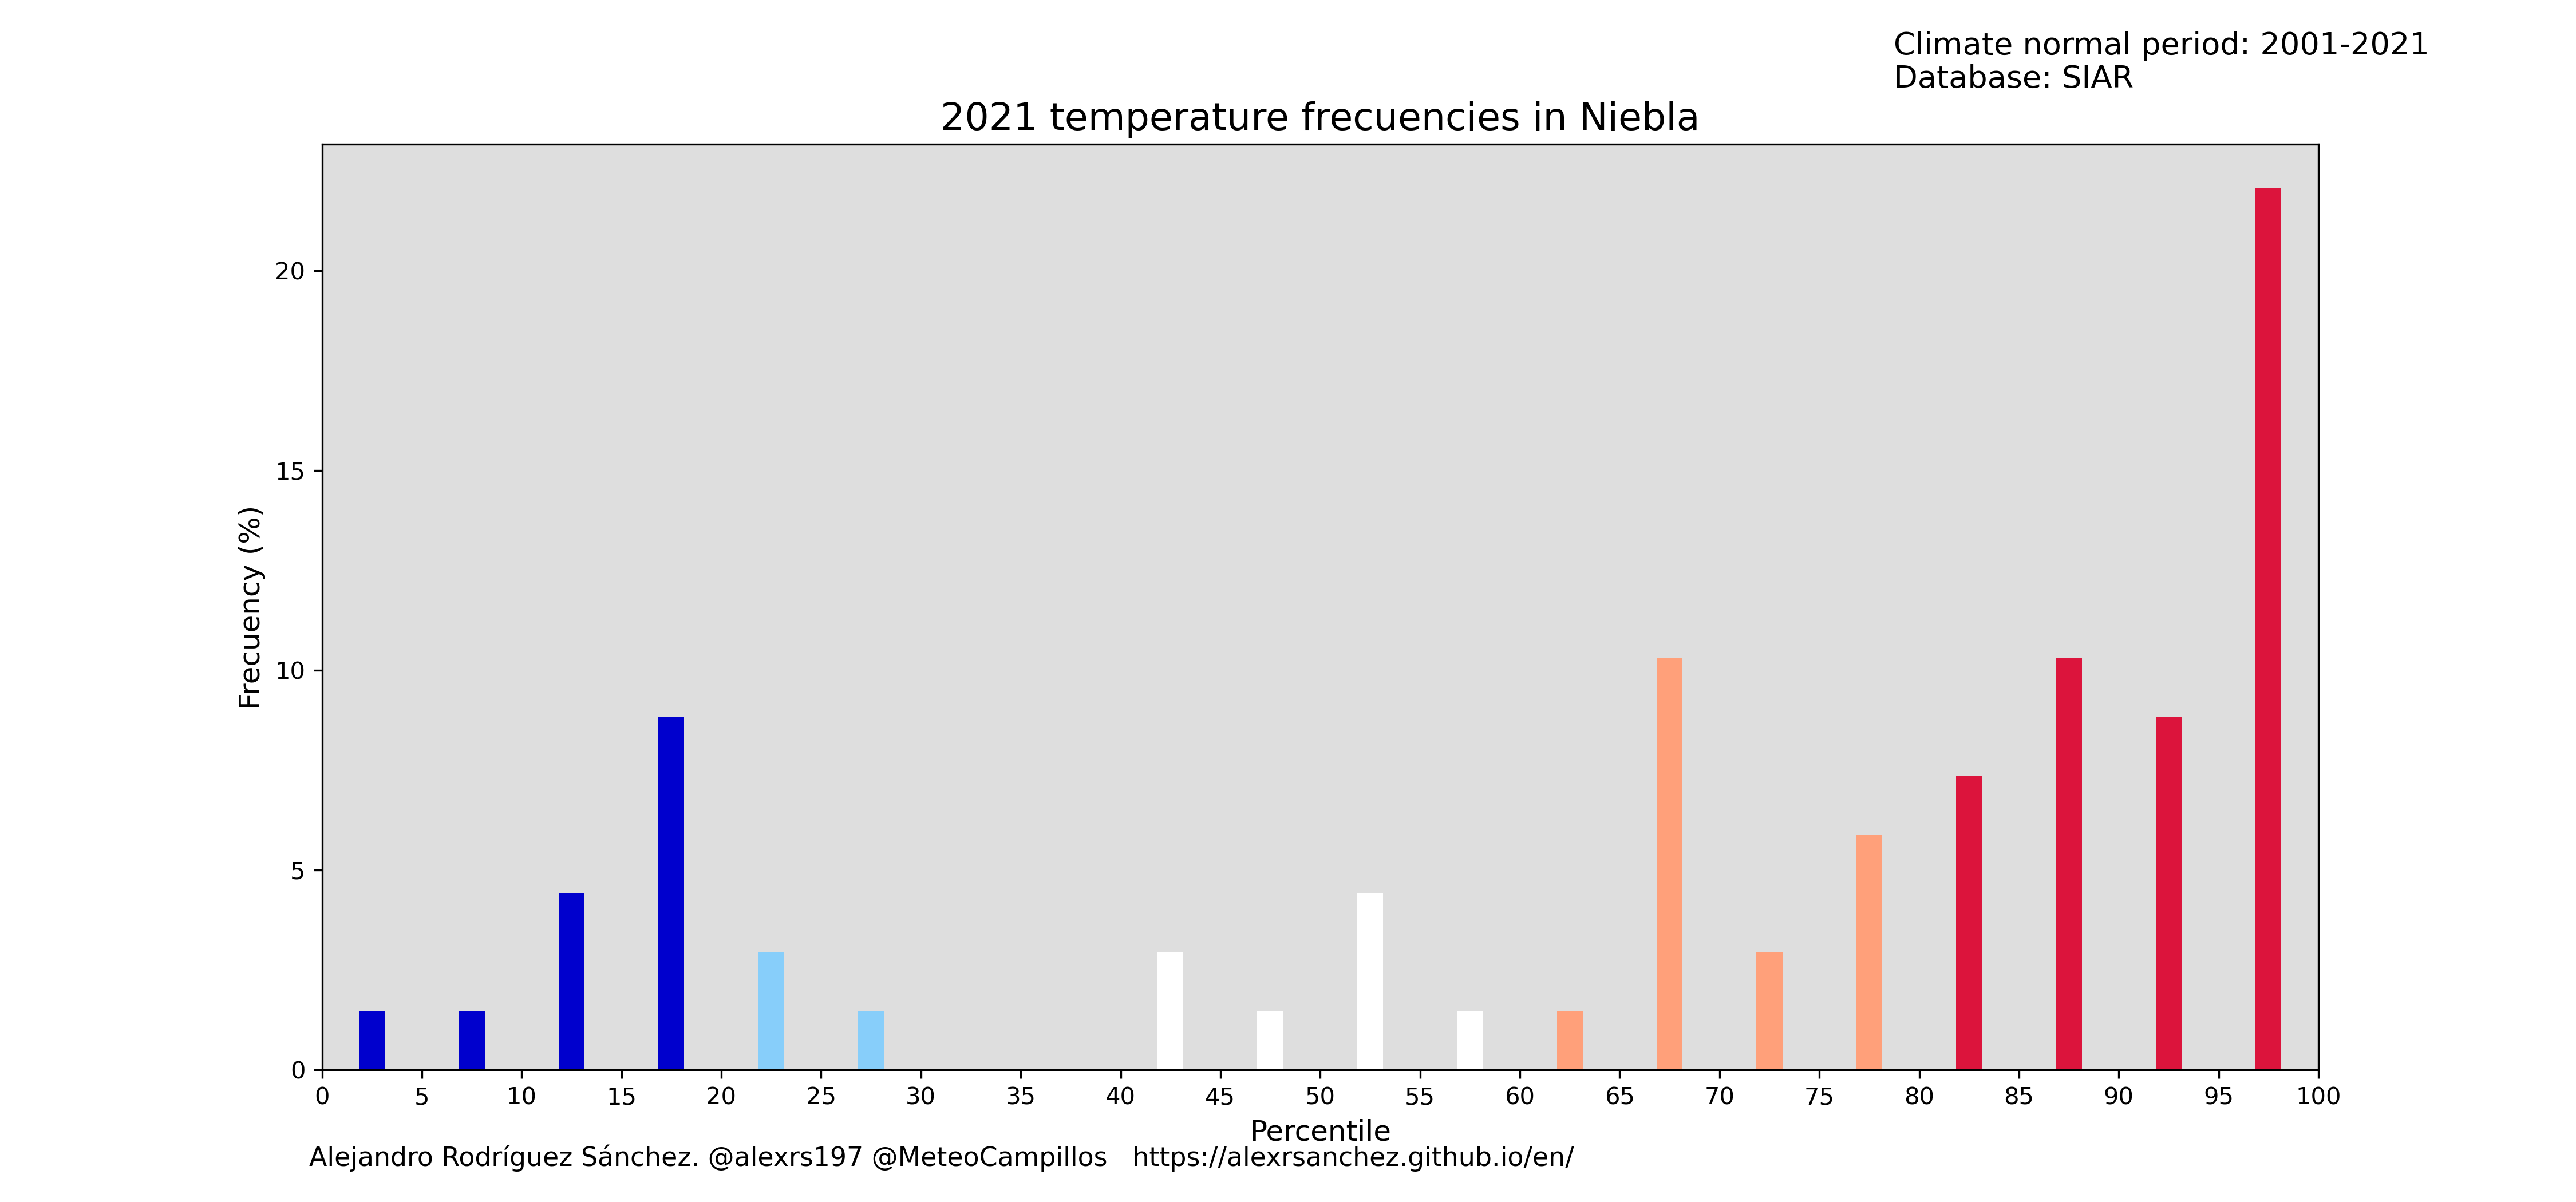 Climate normal period: 2001-2021
Database: SIAR
2021 temperature frecuencies in Niebla
Frecuency (%)
20
15
10
5
0
0 5 10 15 20 25 30 35 40 45 50 55 60 65 70 75 80 85 90 95 100
Percentile
Alejandro Rodríguez Sánchez. @alexrs197 @MeteoCampillos https://alexrsanchez.github.io/en/